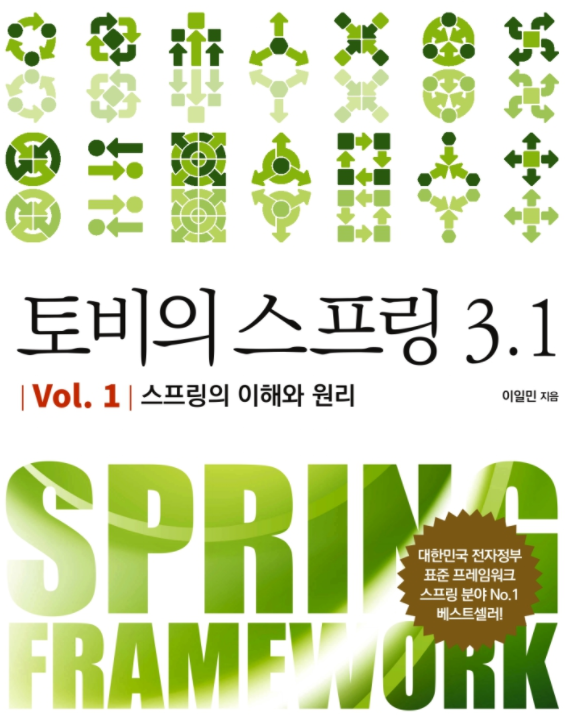 토비의 스프링 3.1
| Vol. 1 | 스프링의 이해와 원리
이일민 지음
SPRING
FRAMEWORK
대한민국 전자정부
표준 프레임워크
스프링 분야 No.1
베스트셀러!